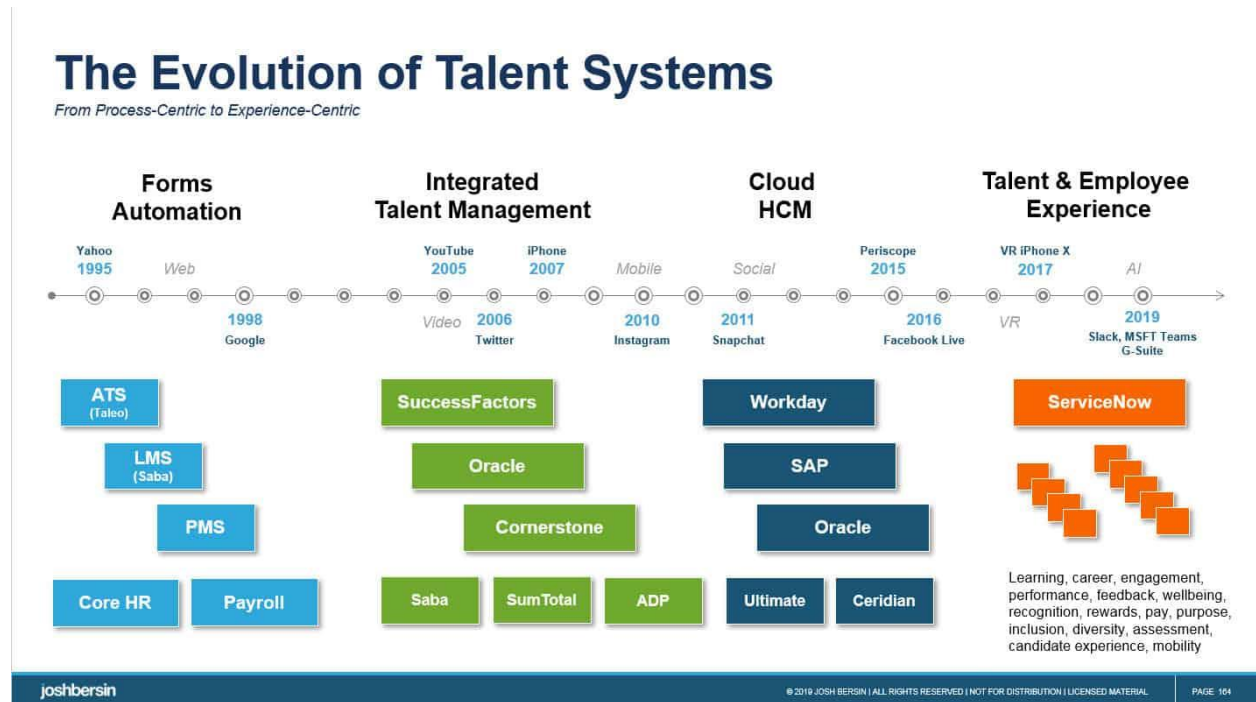 The Evolution of Talent Systems
From Process-Centric to Experience-Centric
Forms
Automation
Integrated
Talent Management
Cloud
HCM
Talent & Employee
Experience
Yahoo
1995
Web
YouTube
2005
iPhone
2007
Mobile
Social
Periscope
2015
VR iPhone X
2017
AI
1998
Google
Video
2006
Twitter
2010
Instagram
2011
Snapchat
2016
Facebook Live
VR
2019
Slack, MSFT Teams
G-Suite
ATS
(Taleo)
LMS
(Saba)
PMS
Core HR
Payroll
SuccessFactors
Oracle
Cornerstone
Saba
SumTotal
ADP
Workday
SAP
Oracle
Ultimate
Ceridian
ServiceNow
Learning, career, engagement,
performance, feedback, wellbeing,
recognition, rewards, pay, purpose,
inclusion, diversity, assessment,
candidate experience, mobility
joshbersin
© 2019 JOSH BERSIN | ALL RIGHTS RESERVED | NOT FOR DISTRIBUTION | LICENSED MATERIAL
PAGE 164